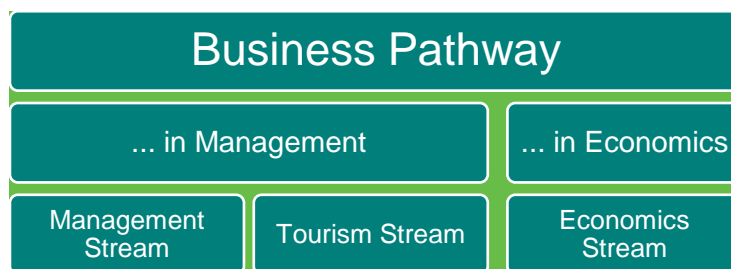 Business Pathway
... in Management
... in Economics
Management
Stream
Tourism Stream
Economics
Stream